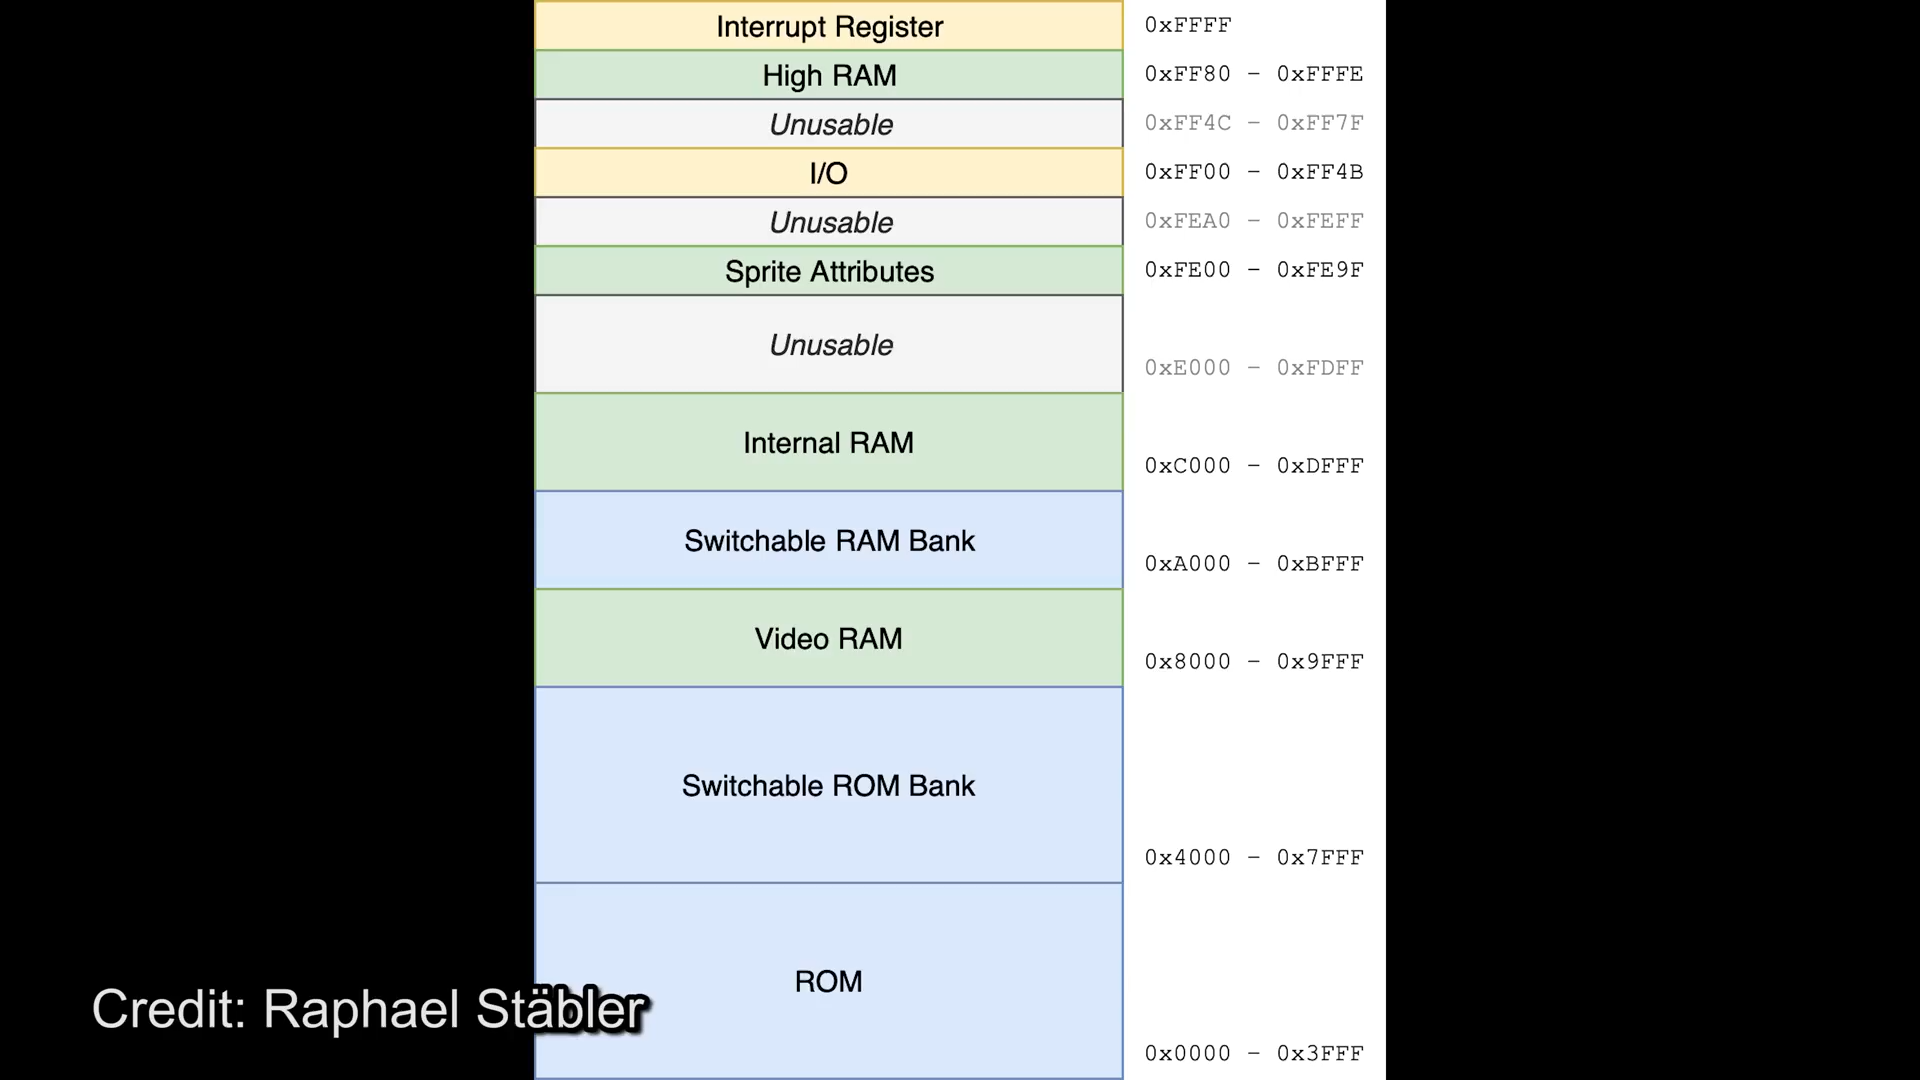 Interrupt Register 0xFFFF
High RAM 0xFF80 - 0xFFFE
Unusable 0xFF4C - 0xFF7F
I/O 0xFF00 - 0xFF4B
Unusable 0xFEA0 - 0xFEFF
Sprite Attributes 0xFE00 - 0xFE9F
Unusable 0xE000 - 0xFDFF
Internal RAM 0xC000 - 0xDFFF
Switchable RAM Bank 0xA000 - 0xBFFF
Video RAM 0x8000 - 0x9FFF
Switchable ROM Bank 0x4000 - 0x7FFF
ROM 0x0000 - 0x3FFF
Credit: Raphael Stäbler